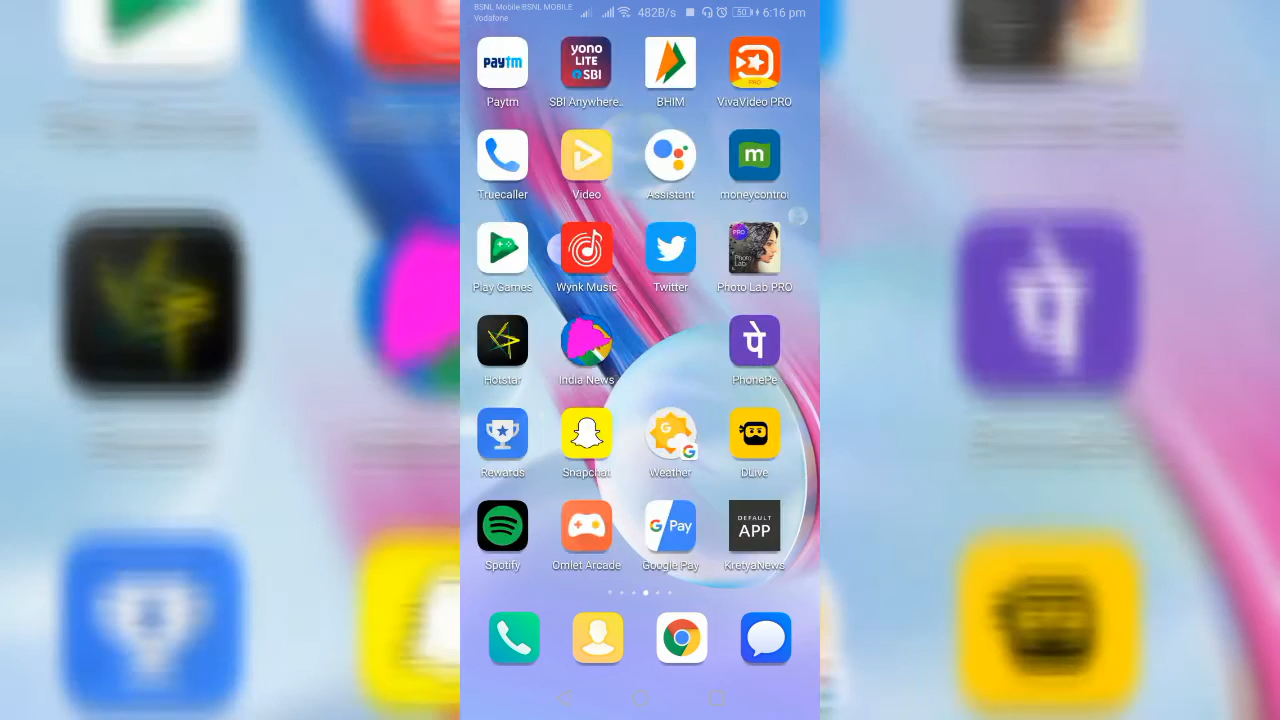 BSNL Mobile BSNL MOBILE
Vodafone
482B/s
50
6:16 pm
paytm
yono
LITE
SBI
PRO
Paytm
SBI Anywhere..
BHIM
VivaVideo PRO
m
Truecaller
Video
Assistant
moneycontrol
PRO
Photo
Lab
Play Games
Wynk Music
Twitter
Photo Lab PRO
पे
Hotstar
India News
PhonePe
G
G
Rewards
Snapchat
Weather
DLive
G Pay
DEFAULT
APP
Spotify
Omlet Arcade
Google Pay
KretyaNews